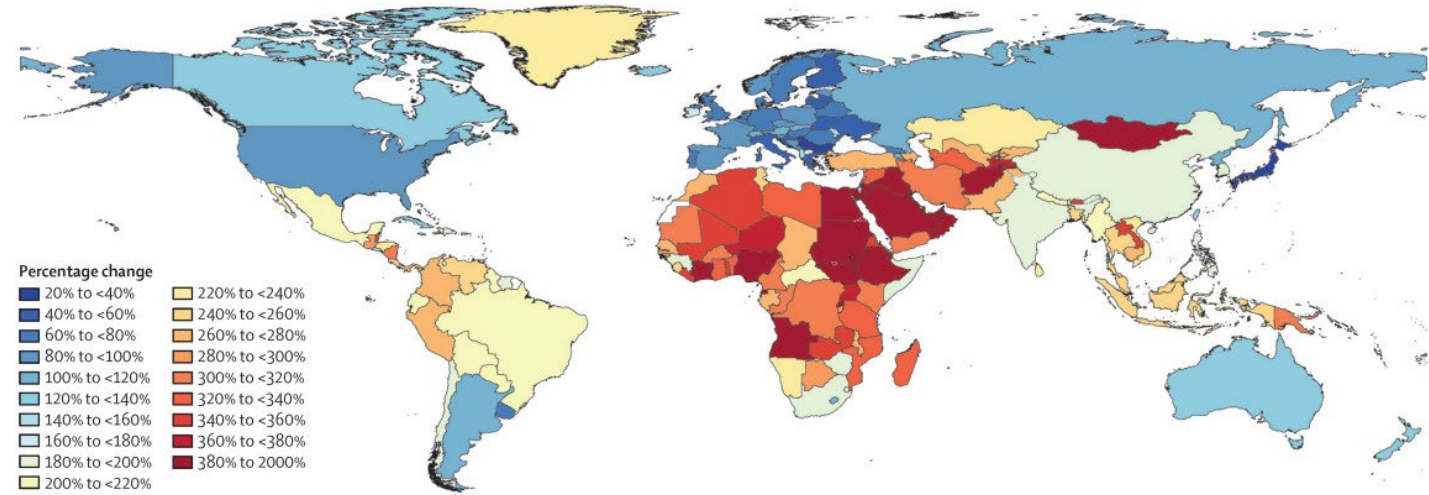 Percentage change
20% to <40%
40% to <60%
60% to <80%
80% to <100%
100% to <120%
120% to <140%
140% to <160%
160% to <180%
180% to <200%
200% to <220%
220% to <240%
240% to <260%
260% to <280%
280% to <300%
300% to <320%
320% to <340%
340% to <360%
360% to <380%
380% to 2000%